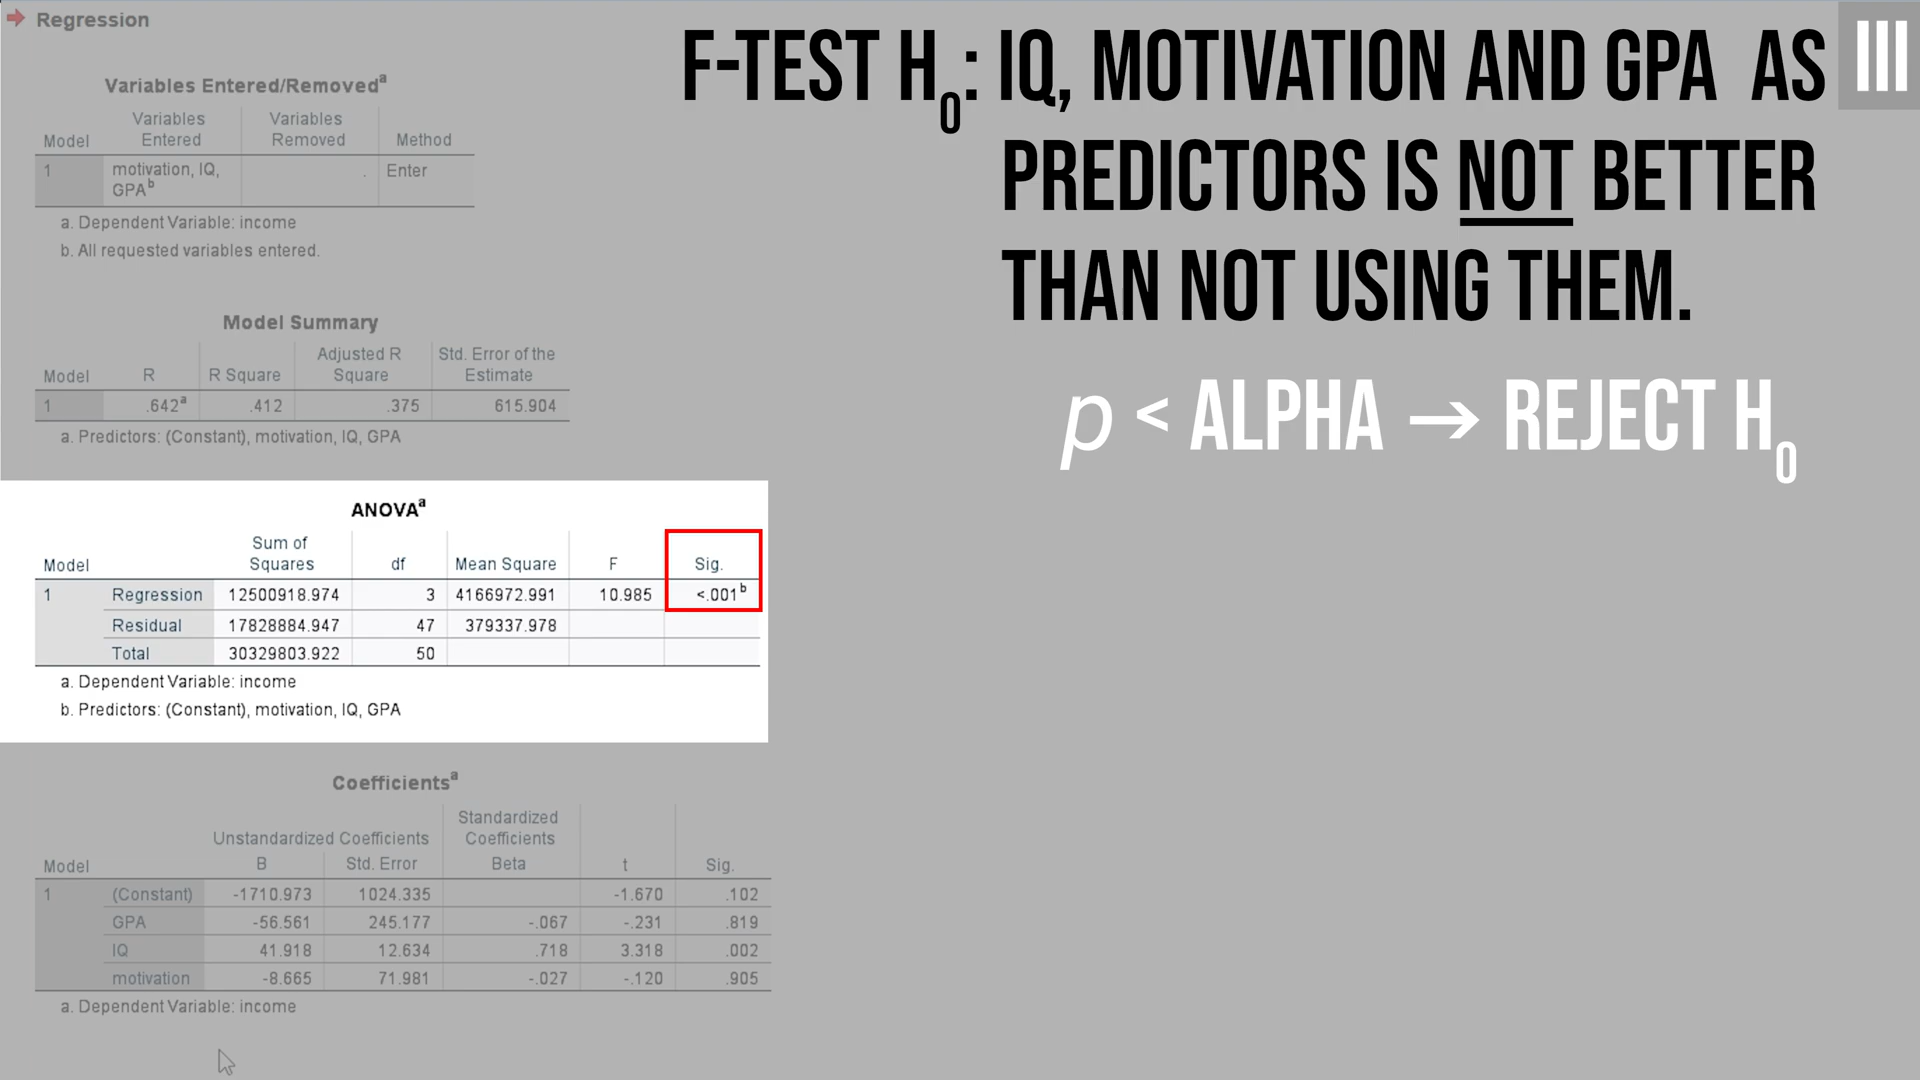 Regression
F-TEST H0: IQ, MOTIVATION AND GPA AS
PREDICTORS IS NOT BETTER
THAN NOT USING THEM.
p < ALPHA → REJECT H0
III
Variables Entered/Removeda
Model Variables Entered Variables Removed Method
1 motivation, IQ, GPAb . Enter
a. Dependent Variable: income
b. All requested variables entered.
Model Summary
Model R R Square Adjusted R Square Std. Error of the Estimate
1 .642a .412 .375 615.904
a. Predictors: (Constant), motivation, IQ, GPA
ANOVAa
Model Sum of Squares df Mean Square F Sig.
1 Regression 12500918.974 3 4166972.991 10.985 <.001b
Residual 17828884.947 47 379337.978
Total 30329803.922 50
a. Dependent Variable: income
b. Predictors: (Constant), motivation, IQ, GPA
Coefficientsa
Unstandardized Coefficients Standardized Coefficients
Model B Std. Error Beta t Sig.
1 (Constant) -1710.973 1024.335 -1.670 .102
GPA -56.561 245.177 -.067 -.231 .819
IQ 41.918 12.634 .718 3.318 .002
motivation -8.665 71.981 -.027 -.120 .905
a. Dependent Variable: income